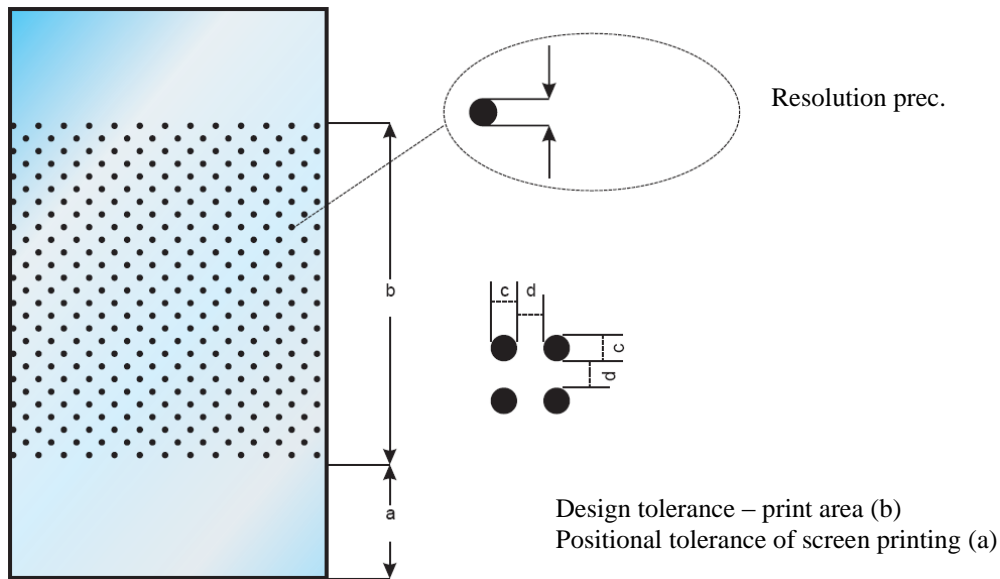 Resolution prec.
b
c d
c
d
a
Design tolerance – print area (b)
Positional tolerance of screen printing (a)